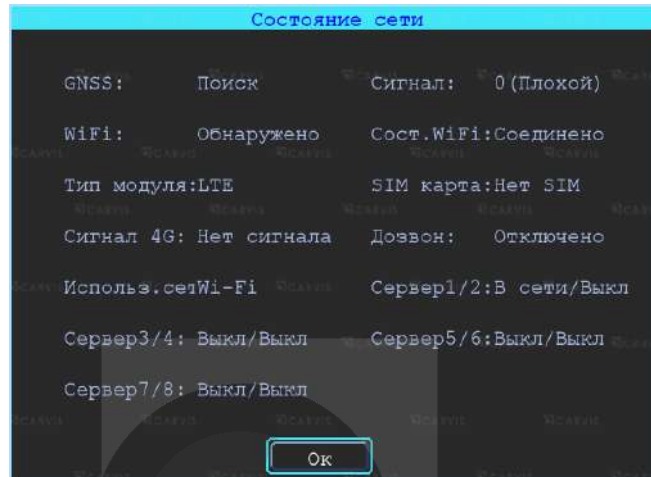 Состояние сети
GNSS: Поиск Сигнал: 0(Плохой)
WiFi: Обнаружено Сост.WiFi:Соединено
Тип модуля:LTE SIM карта:Нет SIM
Сигнал 4G: Нет сигнала Дозвон: Отключено
Использ.сетWi-Fi Сервер1/2:В сети/Выкл
Сервер3/4: Выкл/Выкл Сервер5/6:Выкл/Выкл
Сервер7/8: Выкл/Выкл
Ок